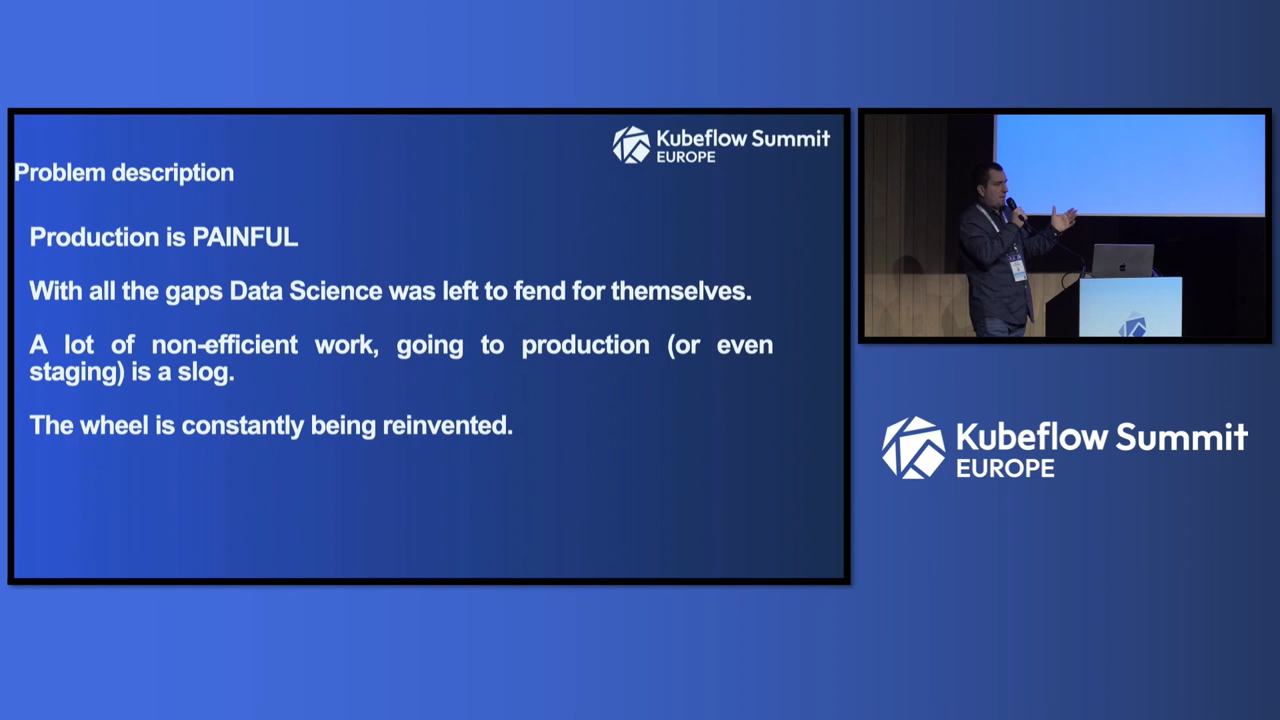 Kubeflow Summit
EUROPE
Problem description
Production is PAINFUL
With all the gaps Data Science was left to fend for themselves.
A lot of non-efficient work, going to production (or even
staging) is a slog.
The wheel is constantly being reinvented.
Kubeflow Summit
EUROPE